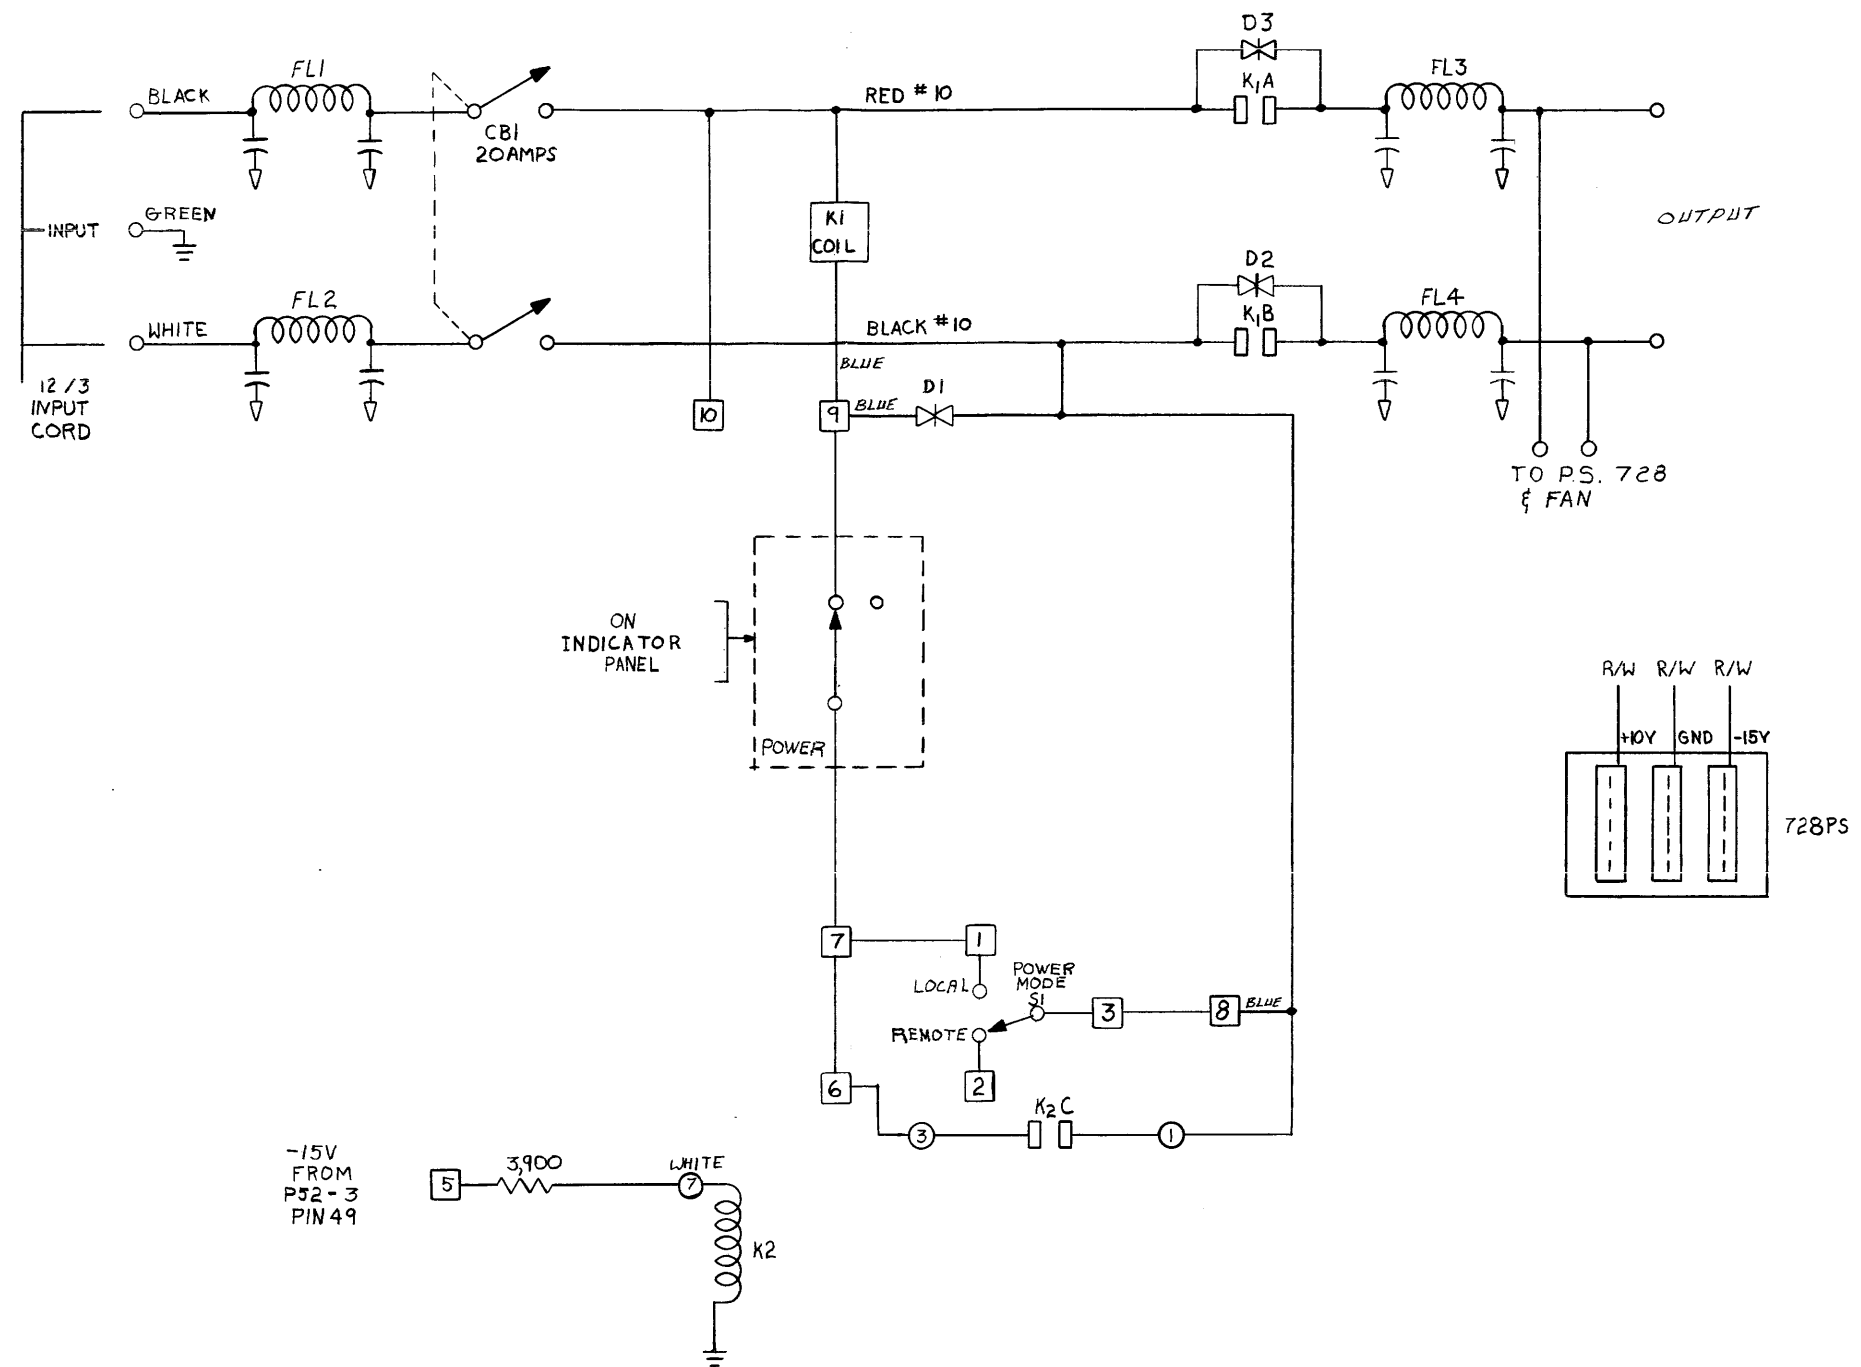 D3
FL1
BLACK
K1A
FL3
RED #10
CB1
20AMPS
GREEN
INPUT
K1
COIL
OUTPUT
FL2
WHITE
D2
K1B
FL4
BLACK #10
BLUE
12/3
INPUT
CORD
10
9
BLUE
D1
TO P.S. 728
& FAN
ON
INDICATOR
PANEL
POWER
R/W R/W R/W
+10V GND -15V
728PS
7
1
LOCAL
POWER
MODE
S1
3
8
BLUE
REMOTE
2
6
K2C
3
1
-15V
FROM
P52-3
PIN 49
5
3,900
WHITE
7
K2